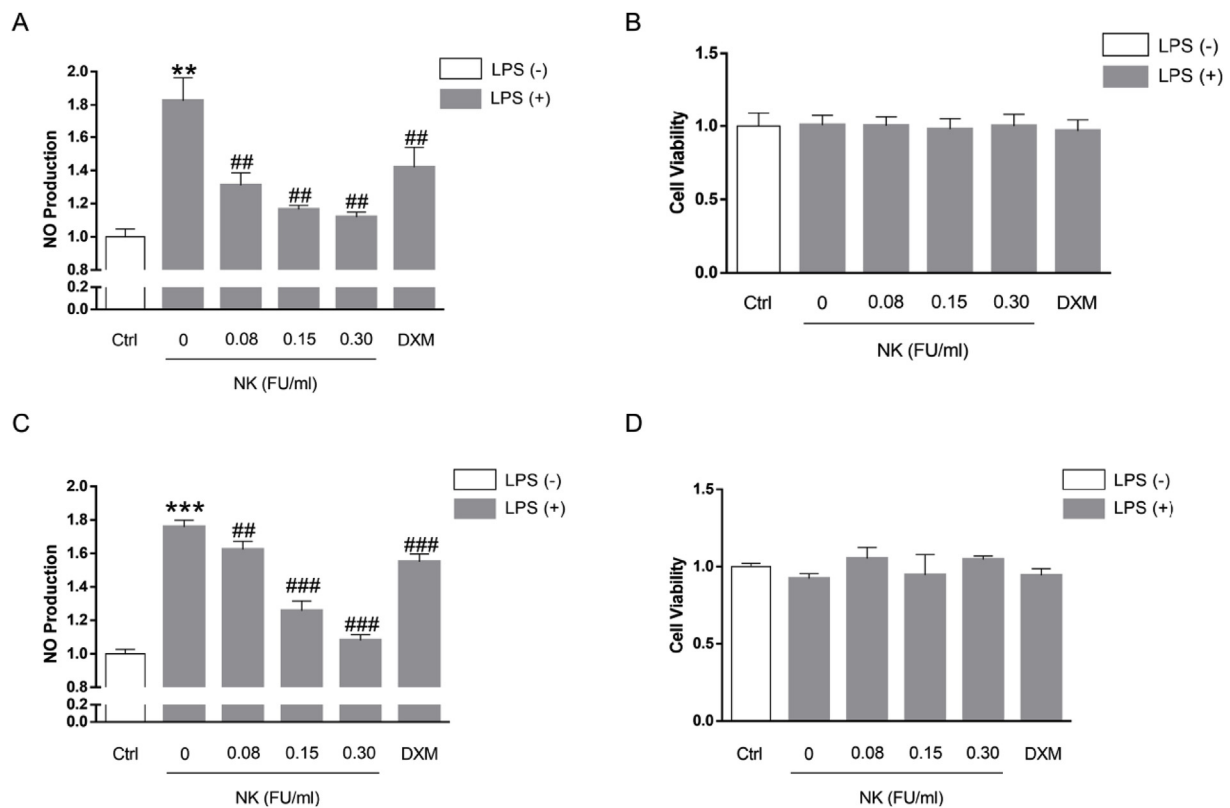 A
NO Production
2.0
1.8
1.6
1.4
1.2
1.0
0.8
0.2
0.0
**
##
##
##
##
LPS (-)
LPS (+)
Ctrl 0 0.08 0.15 0.30 DXM
NK (FU/ml)
B
Cell Viability
1.5
1.0
0.5
0.0
LPS (-)
LPS (+)
Ctrl 0 0.08 0.15 0.30 DXM
NK (FU/ml)
C
NO Production
2.0
1.8
1.6
1.4
1.2
1.0
0.8
0.2
0.0
***
##
###
###
###
LPS (-)
LPS (+)
Ctrl 0 0.08 0.15 0.30 DXM
NK (FU/ml)
D
Cell Viability
1.5
1.0
0.5
0.0
LPS (-)
LPS (+)
Ctrl 0 0.08 0.15 0.30 DXM
NK (FU/ml)